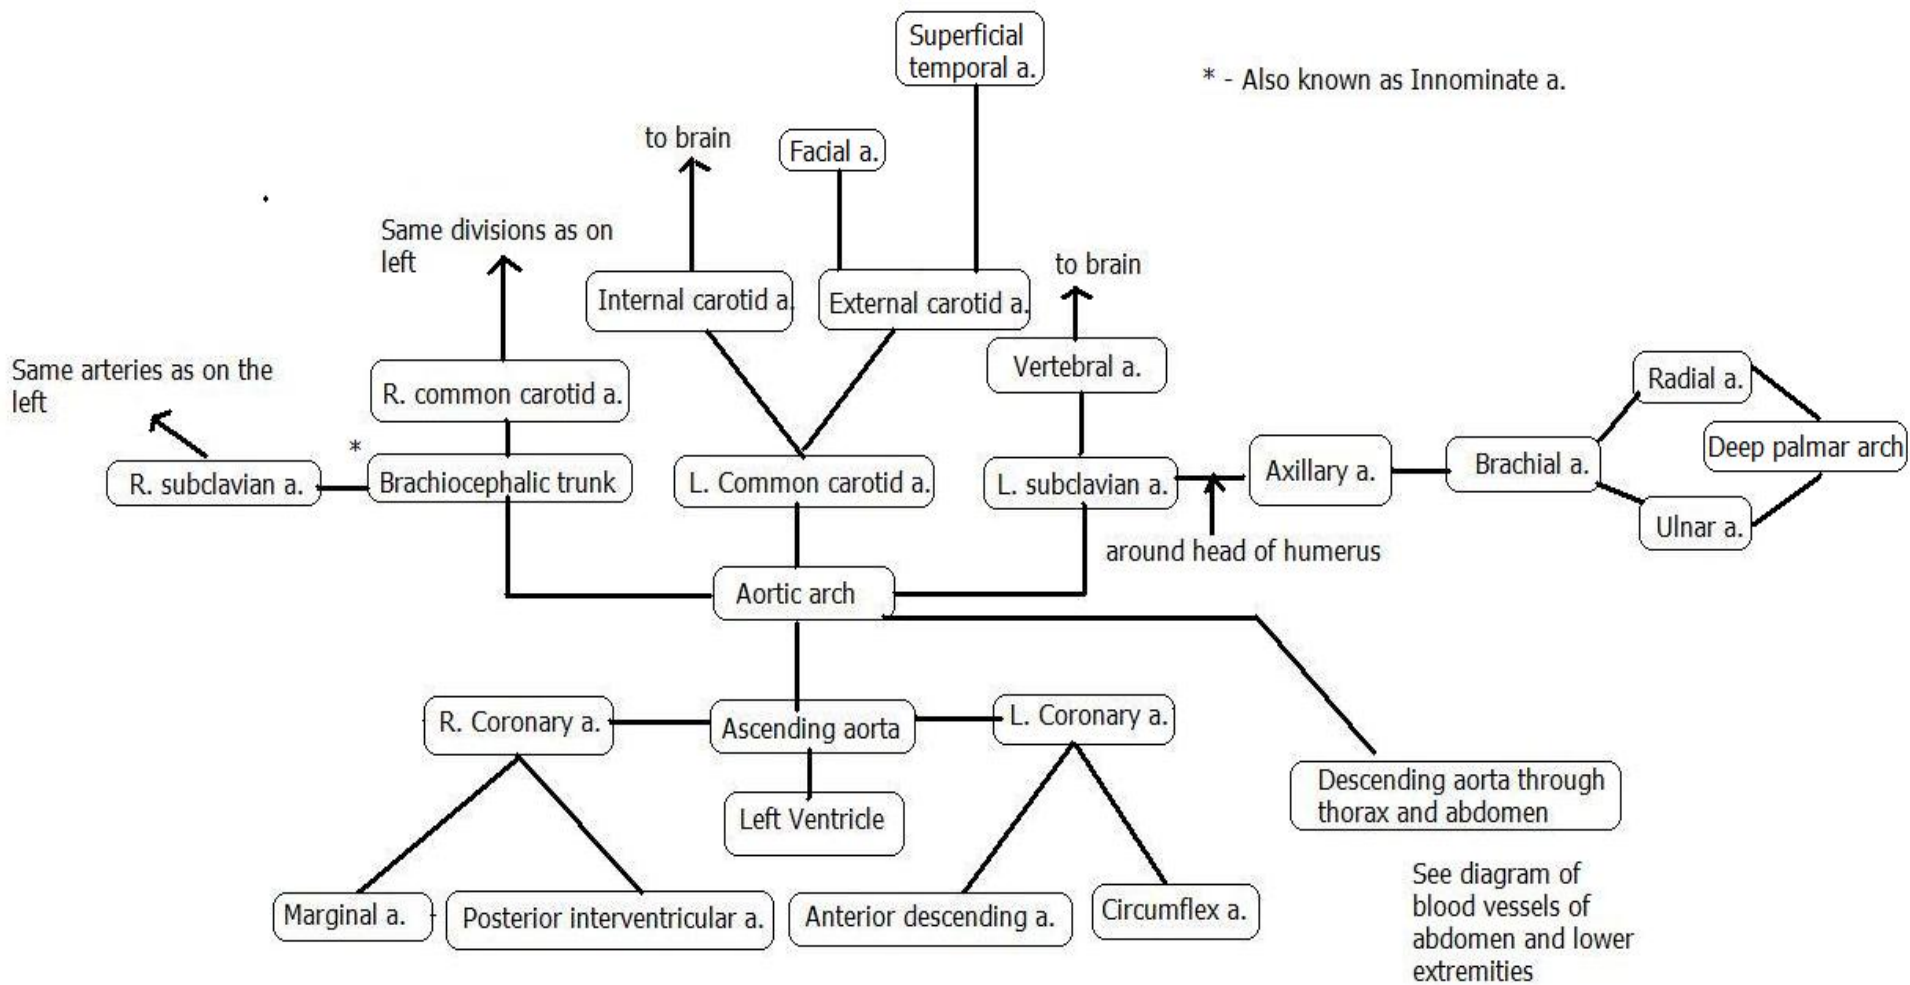 Superficial
temporal a.
* - Also known as Innominate a.
to brain
Facial a.
Same divisions as on
left
Internal carotid a.
External carotid a.
to brain
Same arteries as on the
left
R. common carotid a.
Vertebral a.
Radial a.
*
R. subclavian a.
Brachiocephalic trunk
L. Common carotid a.
L. subclavian a.
Axillary a.
Brachial a.
Deep palmar arch
Ulnar a.
around head of humerus
Aortic arch
R. Coronary a.
Ascending aorta
L. Coronary a.
Left Ventricle
Descending aorta through
thorax and abdomen
Marginal a.
Posterior interventricular a.
Anterior descending a.
Circumflex a.
See diagram of
blood vessels of
abdomen and lower
extremities